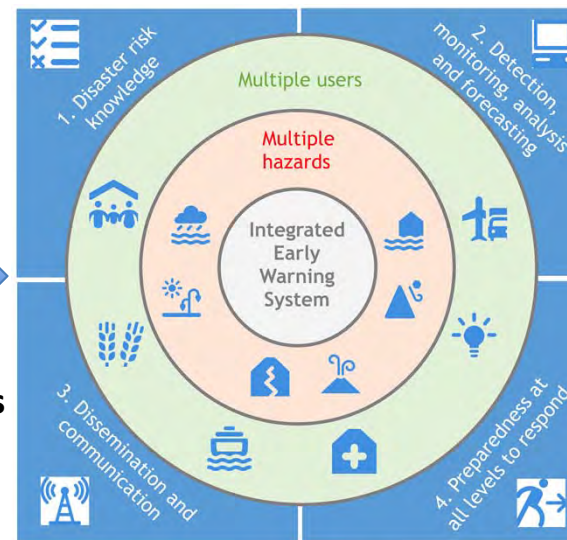 1. Disaster risk
knowledge
2. Detection,
monitoring, analysis
and forecasting
Multiple users
Multiple
hazards
Integrated
Early
Warning
System
3. Dissemination and
communication
4. Preparedness at
all levels to respond
s